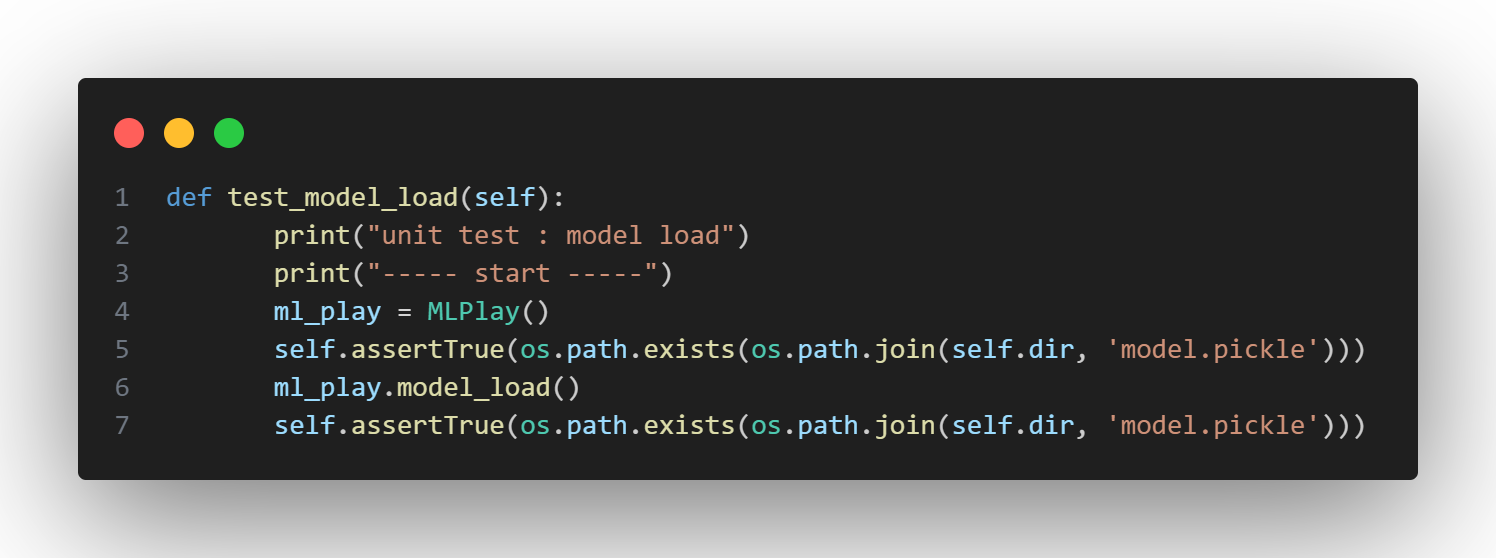 1 def test_model_load(self):
2 print("unit test : model load")
3 print("----- start -----")
4 ml_play = MLPlay()
5 self.assertTrue(os.path.exists(os.path.join(self.dir, 'model.pickle')))
6 ml_play.model_load()
7 self.assertTrue(os.path.exists(os.path.join(self.dir, 'model.pickle')))